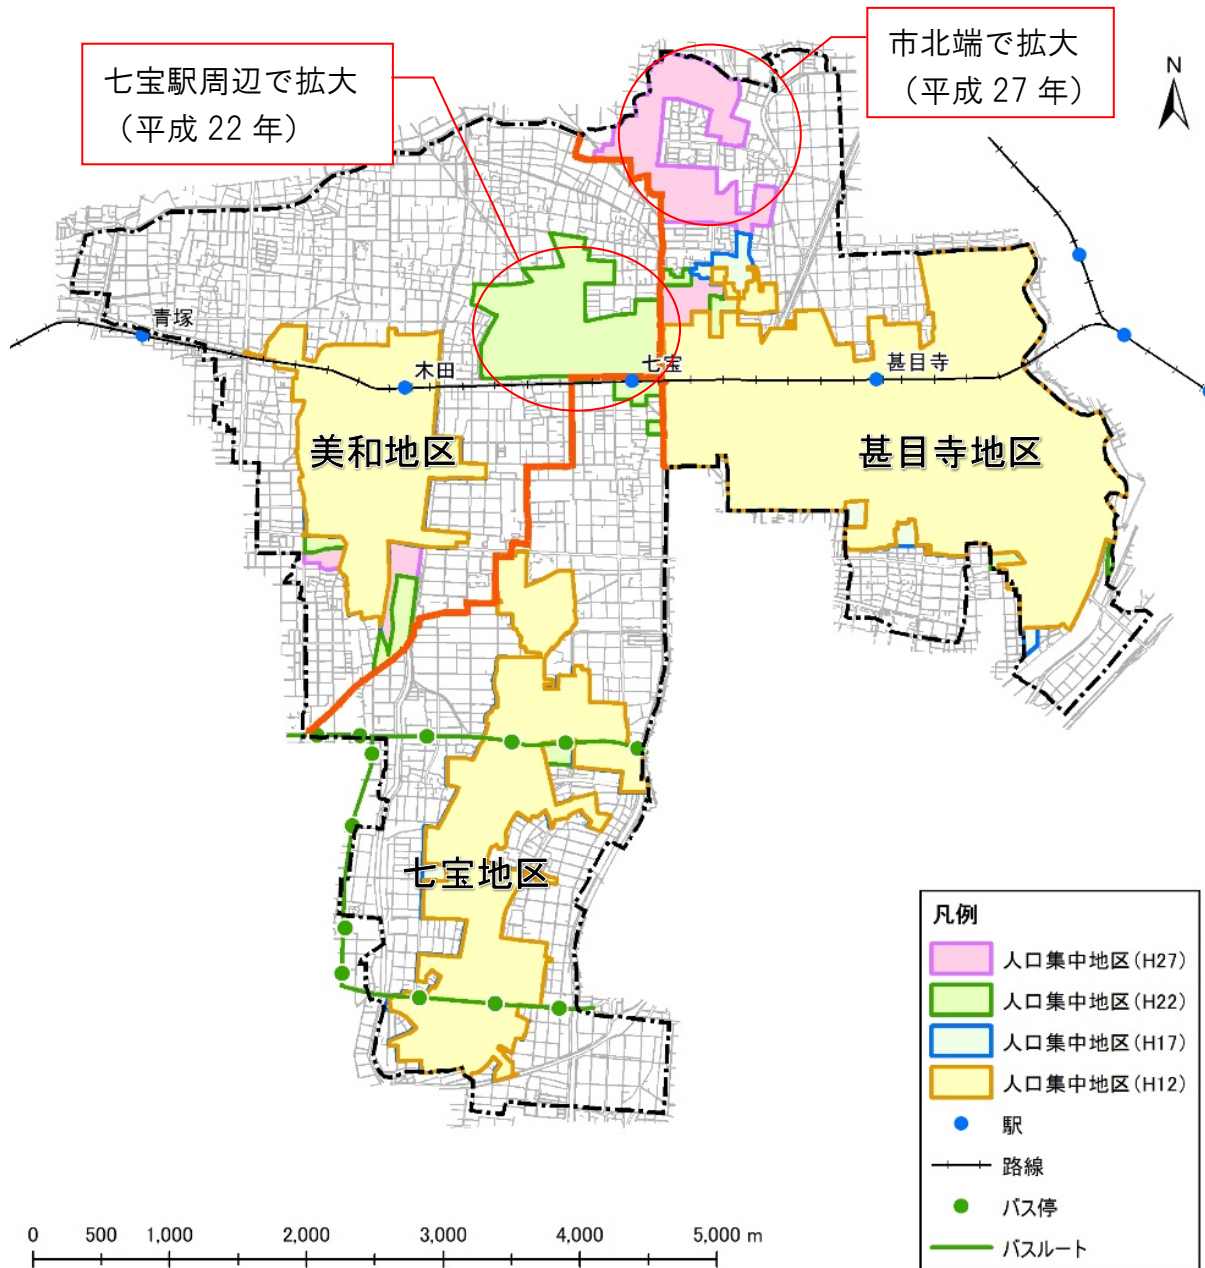 七宝駅周辺で拡大
（平成 22 年）
市北端で拡大
（平成 27 年）
N
青塚
木田
七宝
甚目寺
美和地区
甚目寺地区
七宝地区
凡例
人口集中地区(H27)
人口集中地区(H22)
人口集中地区(H17)
人口集中地区(H12)
駅
路線
バス停
バスルート
0 500 1,000 2,000 3,000 4,000 5,000 m